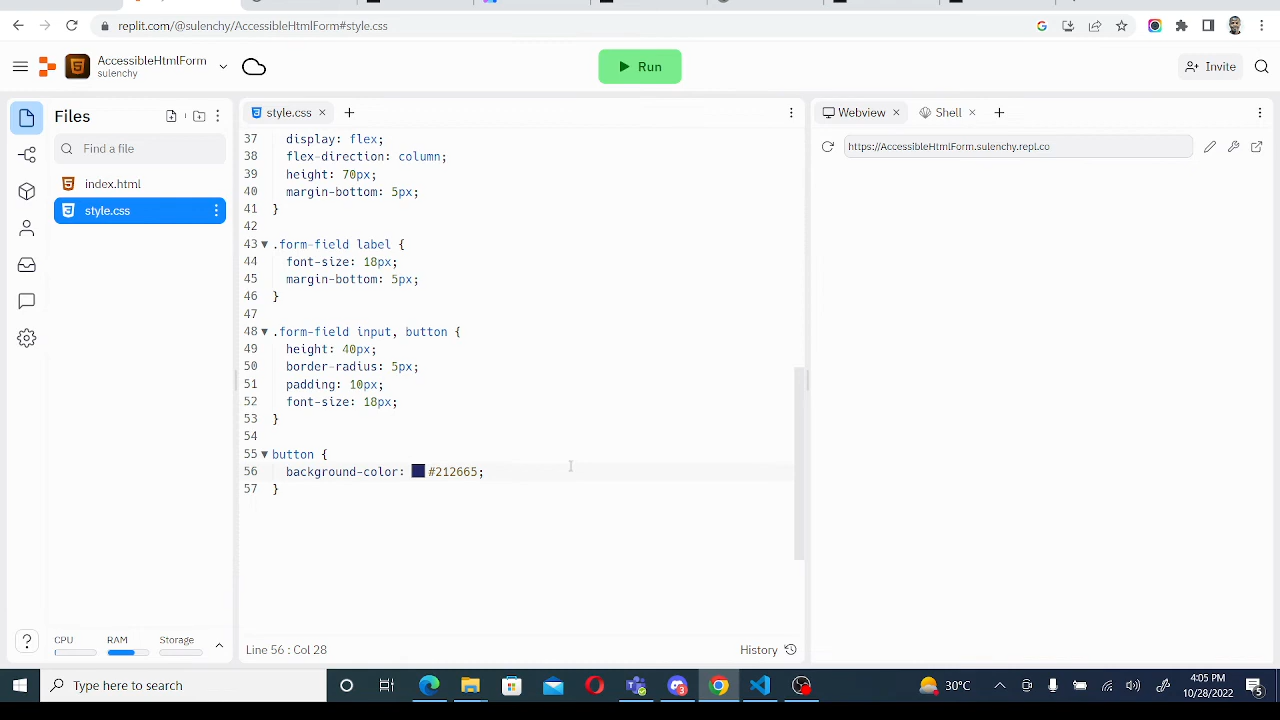 replit.com/@sulenchy/AccessibleHtmlForm#style.css
AccessibleHtmlForm
sulenchy
Run
Invite
Files
style.css
Webview
Shell
Find a file
https://AccessibleHtmlForm.sulenchy.repl.co
index.html
style.css
37 display: flex;
38 flex-direction: column;
39 height: 70px;
40 margin-bottom: 5px;
41 }
42
43 .form-field label {
44 font-size: 18px;
45 margin-bottom: 5px;
46 }
47
48 .form-field input, button {
49 height: 40px;
50 border-radius: 5px;
51 padding: 10px;
52 font-size: 18px;
53 }
54
55 button {
56 background-color: #212665;
57 }
CPU RAM Storage
Line 56 : Col 28
History
Type here to search
3
30°C
4:05 PM
10/28/2022
5